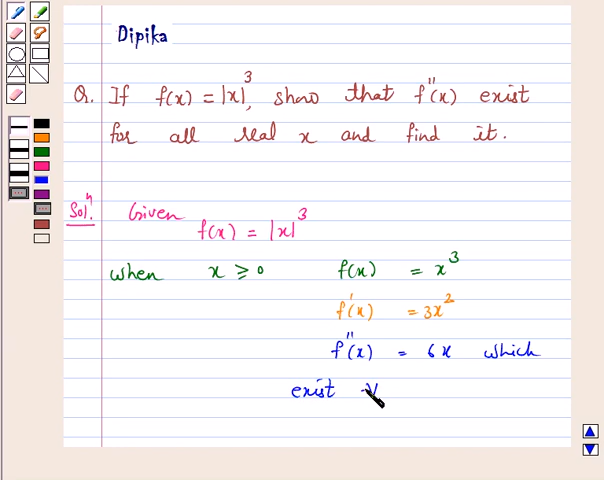 Dipika
Q. If f(x) = |x|³, show that f''(x) exist
for all real x and find it.
Solⁿ. Given
f(x) = |x|³
when x ≥ 0 f(x) = x³
f'(x) = 3x²
f''(x) = 6x which
exist